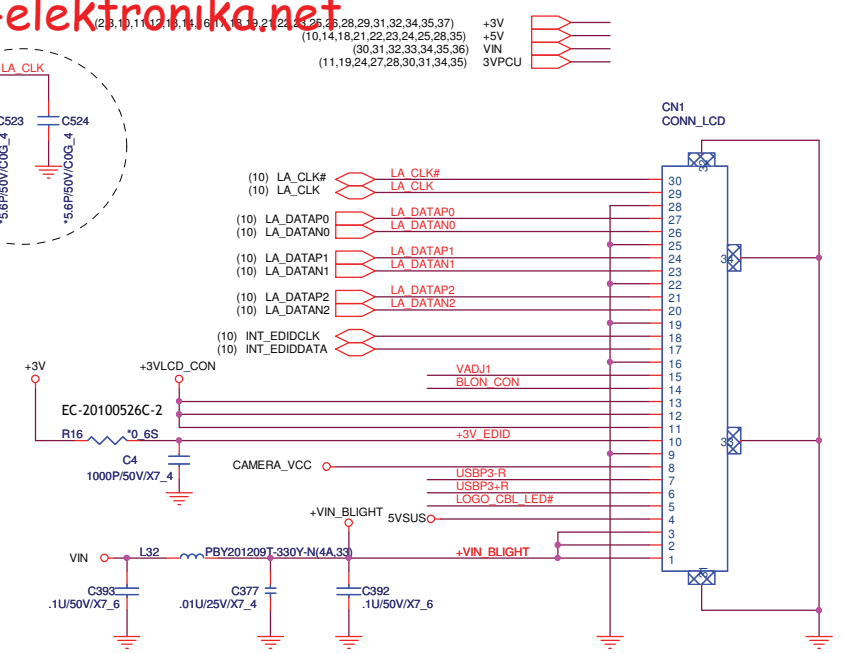 -elektronika.net
(2,3,10,11,12,13,14,16,17,18,19,21,22,23,25,26,28,29,31,32,34,35,37) +3V
(10,14,18,21,22,23,24,25,28,35) +5V
(30,31,32,33,34,35,36) VIN
(11,19,24,27,28,30,31,34,35) 3VPCU
LA_CLK
C523
C524
*5.6P/50V/C0G_4
*5.6P/50V/C0G_4
CN1
CONN_LCD
32
(10) LA_CLK# LA_CLK# 30
(10) LA_CLK LA_CLK 29
28
(10) LA_DATAP0 LA_DATAP0 27
(10) LA_DATAN0 LA_DATAN0 26
25
(10) LA_DATAP1 LA_DATAP1 24
34
(10) LA_DATAN1 LA_DATAN1 23
22
(10) LA_DATAP2 LA_DATAP2 21
(10) LA_DATAN2 LA_DATAN2 20
19
(10) INT_EDIDCLK 18
(10) INT_EDIDDATA 17
16
+3V
+3VLCD_CON
VADJ1 15
BLON_CON 14
13
EC-20100526C-2
12
11
R16 *0_6S
+3V_EDID 10
33
9
C4
1000P/50V/X7_4
CAMERA_VCC 8
USBP3-R 7
USBP3+R 6
LOGO_CBL_LED# 5
+VIN_BLIGHT
5VSUS 4
3
2
VIN L32 PBY201209T-330Y-N(4A,33) +VIN_BLIGHT 1
31
C393
.1U/50V/X7_6
C377
.01U/25V/X7_4
C392
.1U/50V/X7_6